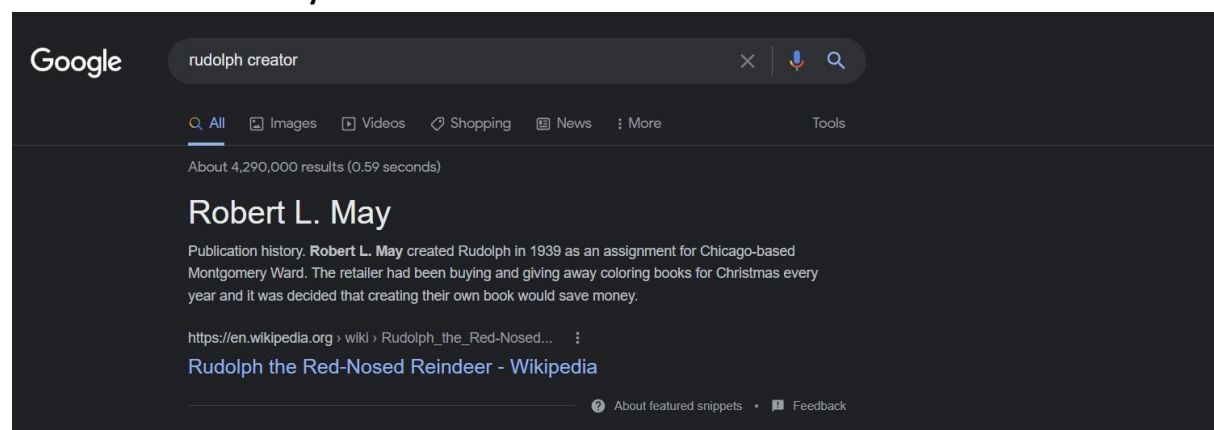 Google
rudolph creator
All Images Videos Shopping News More Tools
About 4,290,000 results (0.59 seconds)
Robert L. May
Publication history. Robert L. May created Rudolph in 1939 as an assignment for Chicago-based
Montgomery Ward. The retailer had been buying and giving away coloring books for Christmas every
year and it was decided that creating their own book would save money.
https://en.wikipedia.org › wiki › Rudolph_the_Red-Nosed...
Rudolph the Red-Nosed Reindeer - Wikipedia
About featured snippets • Feedback